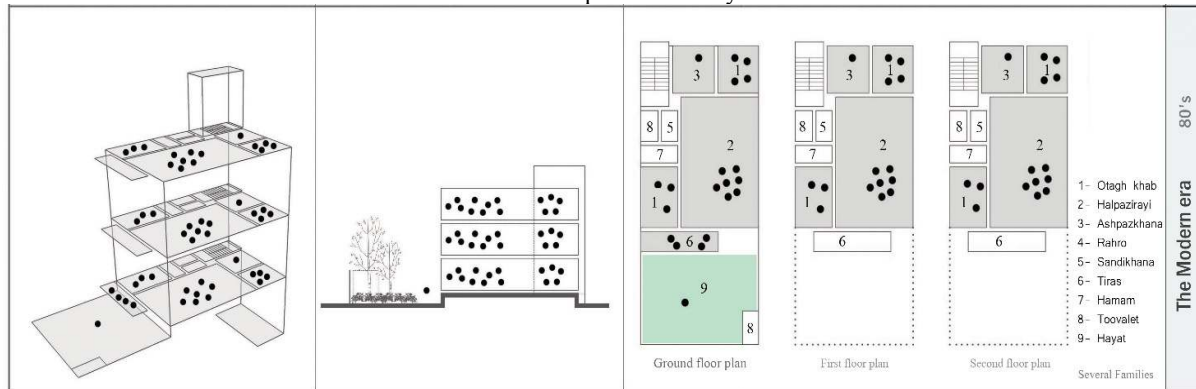 3
1
8
5
2
7
1
6
9
8
Ground floor plan
3
1
8
5
2
7
1
6
First floor plan
3
1
8
5
2
7
1
6
Second floor plan
1- Otagh khab
2- Halpazirayi
3- Ashpazkhana
4- Rahro
5- Sandikhana
6- Tiras
7- Hamam
8- Toovalet
9- Hayat
Several Families
80's
The Modern era